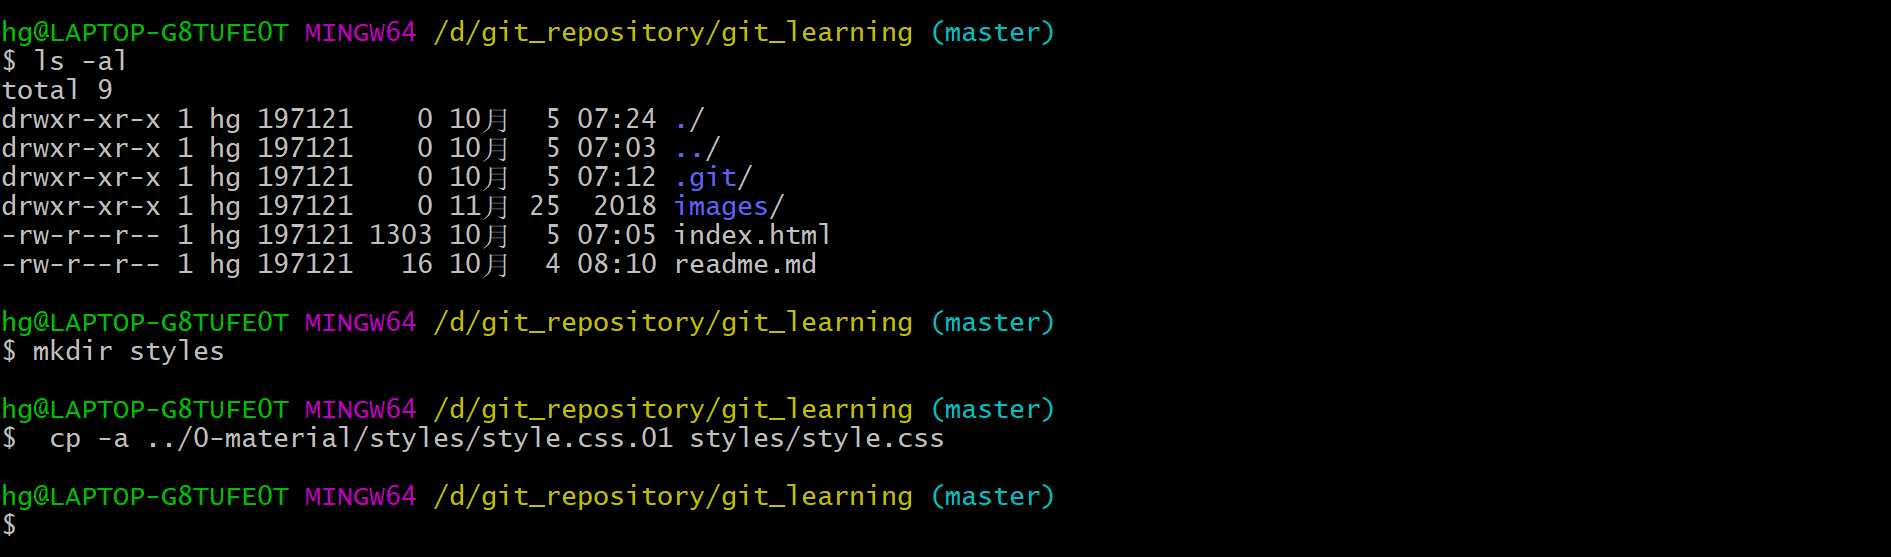 hg@LAPTOP-G8TUFE0T MINGW64 /d/git_repository/git_learning (master)
$ ls -al
total 9
drwxr-xr-x 1 hg 197121    0 10月  5 07:24 ./
drwxr-xr-x 1 hg 197121    0 10月  5 07:03 ../
drwxr-xr-x 1 hg 197121    0 10月  5 07:12 .git/
drwxr-xr-x 1 hg 197121    0 11月 25  2018 images/
-rw-r--r-- 1 hg 197121 1303 10月  5 07:05 index.html
-rw-r--r-- 1 hg 197121   16 10月  4 08:10 readme.md
hg@LAPTOP-G8TUFE0T MINGW64 /d/git_repository/git_learning (master)
$ mkdir styles
hg@LAPTOP-G8TUFE0T MINGW64 /d/git_repository/git_learning (master)
$  cp -a ../0-material/styles/style.css.01 styles/style.css
hg@LAPTOP-G8TUFE0T MINGW64 /d/git_repository/git_learning (master)
$